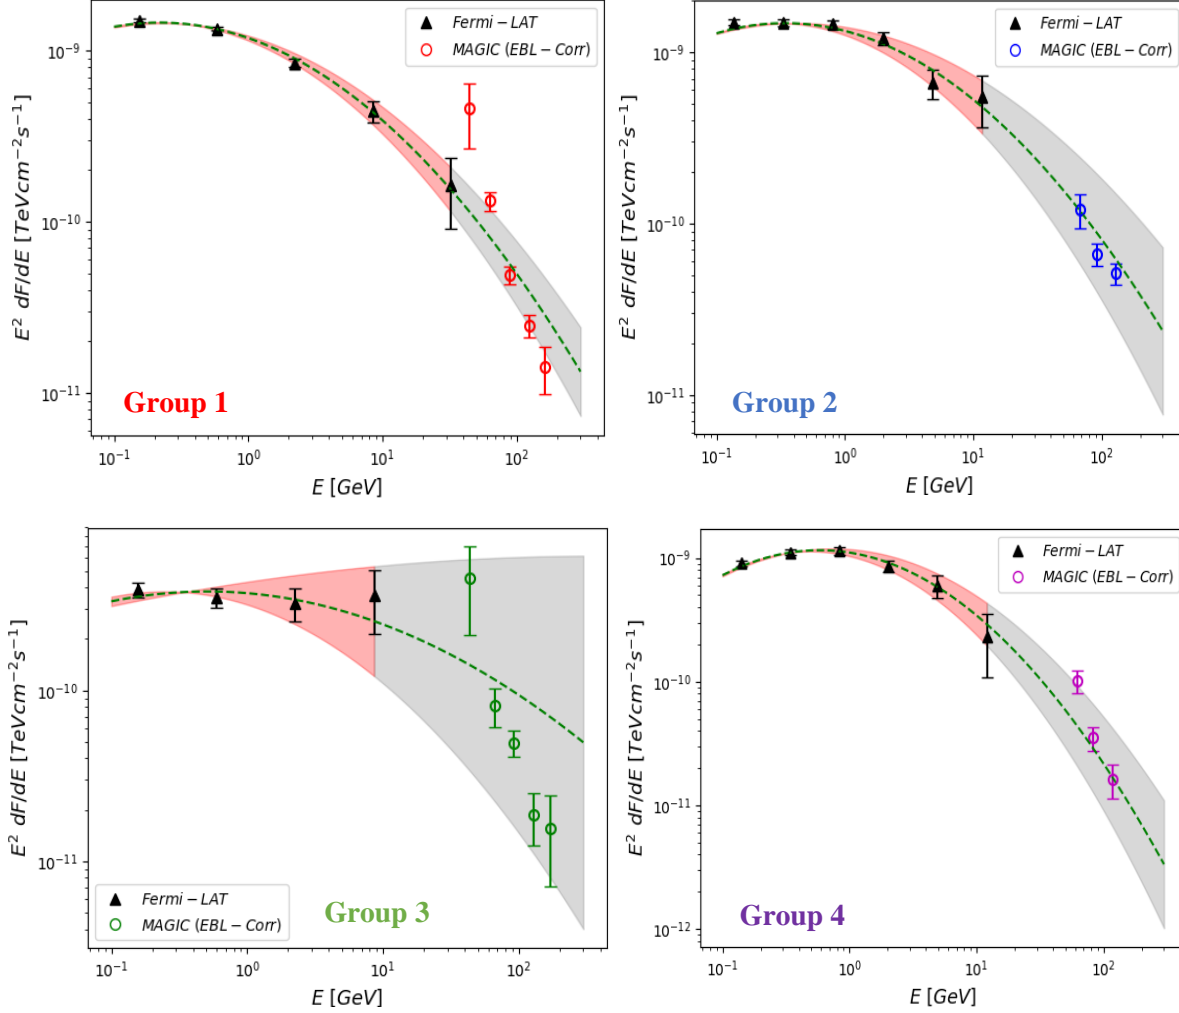 Fermi − LAT
MAGIC (EBL − Corr)
10⁻⁹
10⁻¹⁰
10⁻¹¹
E² dF/dE [TeVcm⁻²s⁻¹]
Group 1
10⁻¹ 10⁰ 10¹ 10²
E [GeV]
Fermi − LAT
MAGIC (EBL − Corr)
10⁻⁹
10⁻¹⁰
10⁻¹¹
E² dF/dE [TeVcm⁻²s⁻¹]
Group 2
10⁻¹ 10⁰ 10¹ 10²
E [GeV]
10⁻¹⁰
10⁻¹¹
E² dF/dE [TeVcm⁻²s⁻¹]
Fermi − LAT
MAGIC (EBL − Corr)
Group 3
10⁻¹ 10⁰ 10¹ 10²
E [GeV]
Fermi − LAT
MAGIC (EBL − Corr)
10⁻⁹
10⁻¹⁰
10⁻¹¹
10⁻¹²
E² dF/dE [TeVcm⁻²s⁻¹]
Group 4
10⁻¹ 10⁰ 10¹ 10²
E [GeV]